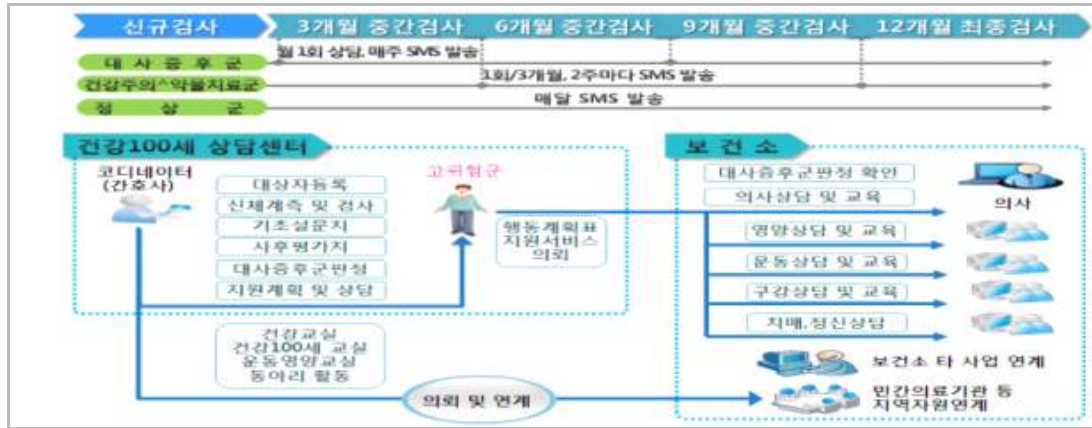 신규검사
3개월 중간검사
6개월 중간검사
9개월 중간검사
12개월 최종검사
월 1회 상담, 매주 SMS 발송
대 사 증 후 군
1회/3개월, 2주마다 SMS 발송
건강주의^약물치료군
매달 SMS 발송
정 상 군
건강100세 상담센터
코디네이터
(간호사)
대상자등록
신체계측 및 검사
기초설문지
사후평가지
대사증후군판정
지원계획 및 상담
고위험군
행동계획표
지원서비스
의뢰
건강교실
건강100세 교실
운동영양교실
동아리 활동
의뢰 및 연계
보 건 소
대사증후군판정 확인
의사상담 및 교육
의사
영양상담 및 교육
운동상담 및 교육
구강상담 및 교육
치매,정신상담
보건소 타 사업 연계
민간의료기관 등
지역자원연계